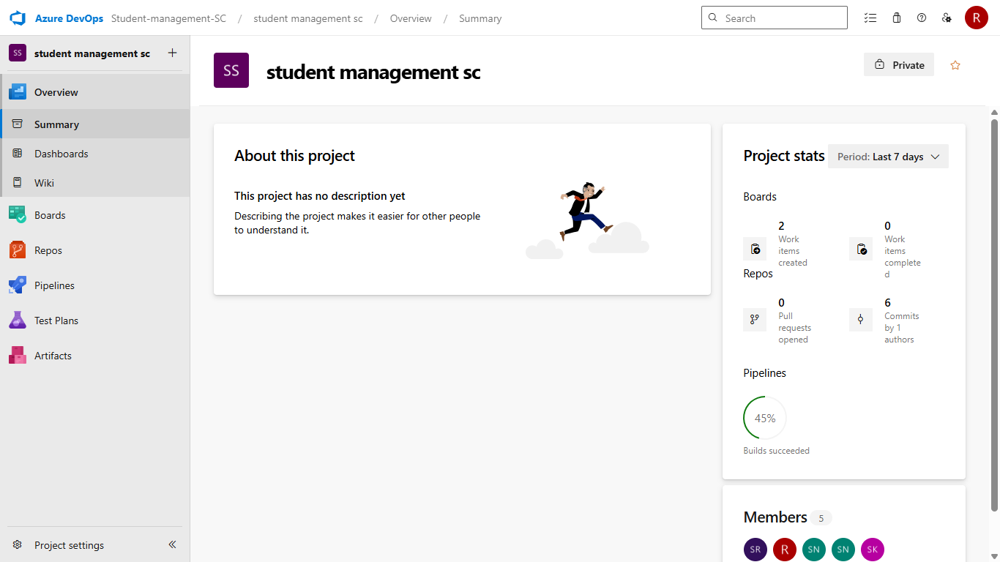 Azure DevOps Student-management-SC / student management sc / Overview / Summary
Search
R
SS student management sc
Overview
Summary
Dashboards
Wiki
Boards
Repos
Pipelines
Test Plans
Artifacts
Project settings
SS student management sc
Private
About this project
This project has no description yet
Describing the project makes it easier for other people
to understand it.
Project stats
Period: Last 7 days
Boards
2
Work
items
created
0
Work
items
complete
d
Repos
0
Pull
requests
opened
6
Commits
by 1
authors
Pipelines
45%
Builds succeeded
Members 5
SR R SN SN SK